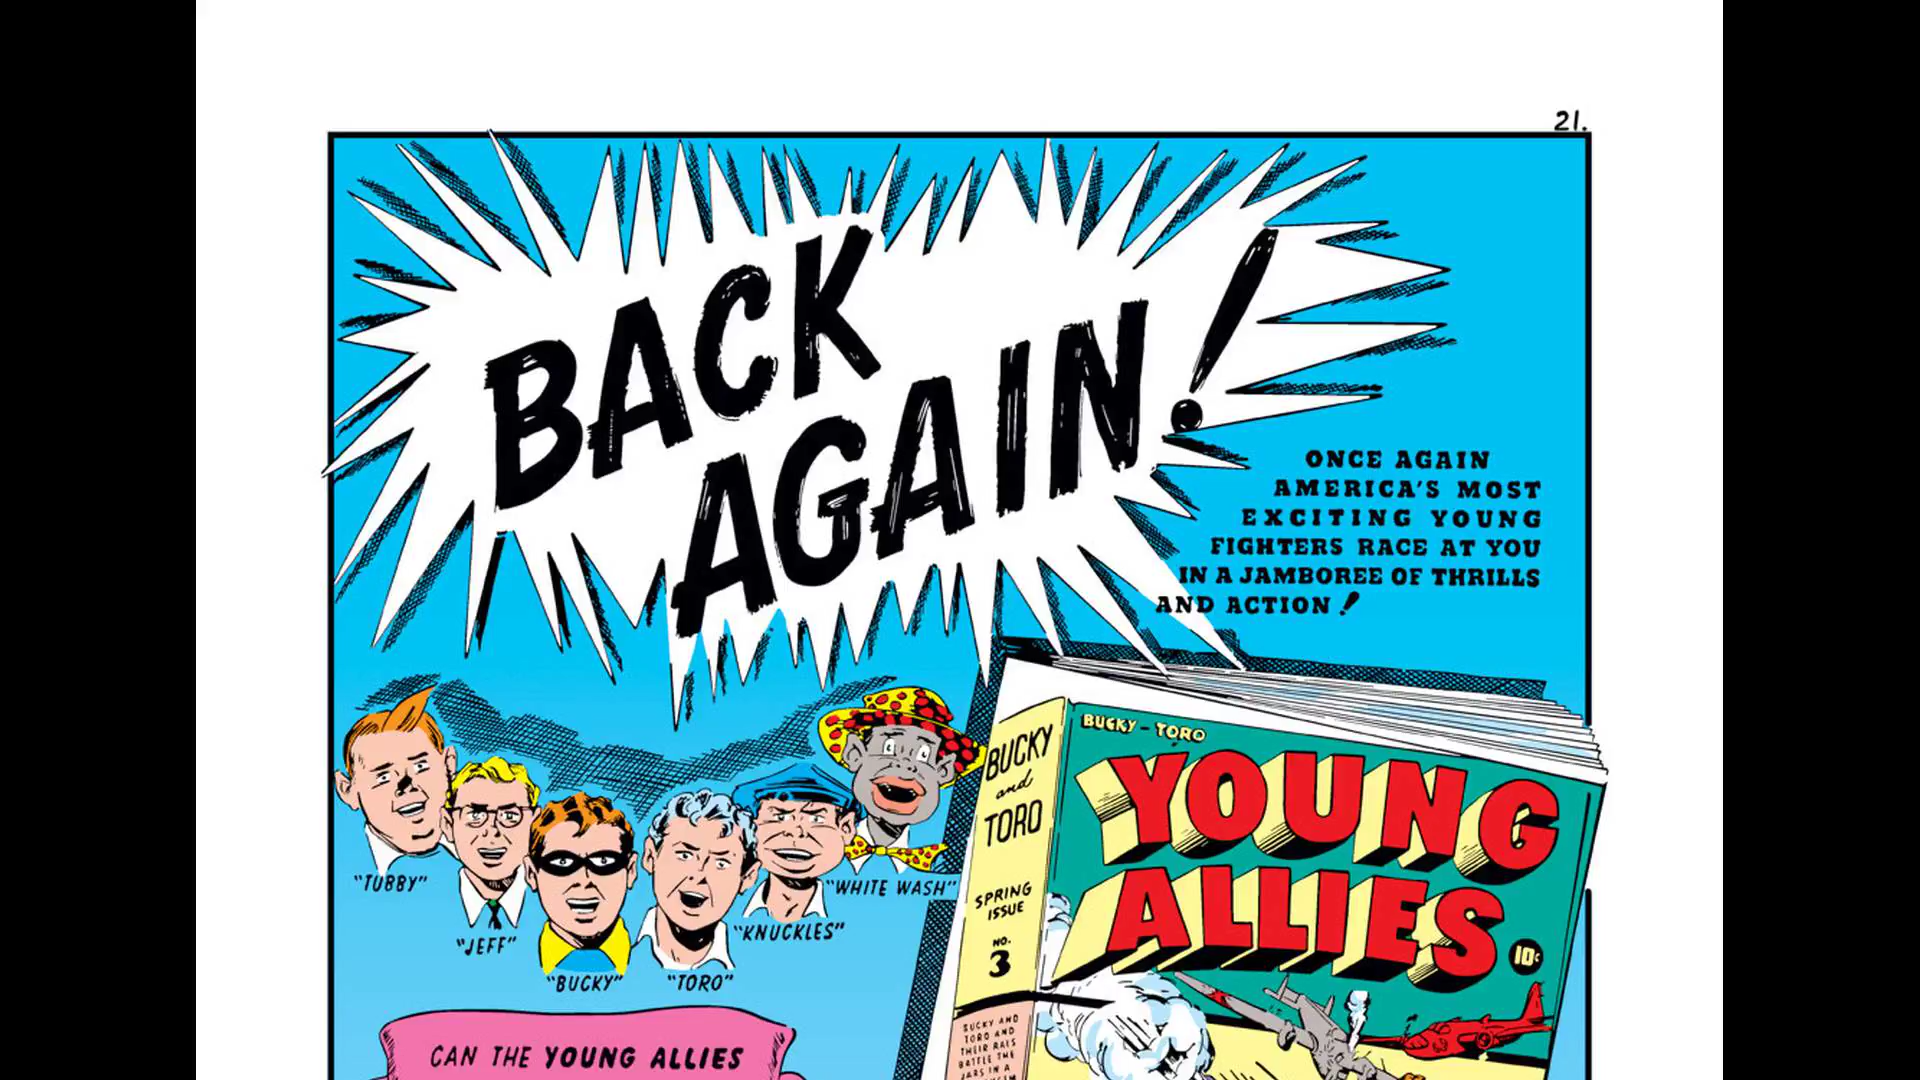 21.
BACK
AGAIN!
ONCE AGAIN
AMERICA'S MOST
EXCITING YOUNG
FIGHTERS RACE AT YOU
IN A JAMBOREE OF THRILLS
AND ACTION!
"TUBBY"
"JEFF"
"BUCKY"
"TORO"
"KNUCKLES"
"WHITE WASH"
BUCKY
and
TORO
SPRING
ISSUE
NO.
3
BUCKY AND
TORO AND
THEIR PALS
BATTLE THE
JAPS IN A
BUCKY - TORO
YOUNG
ALLIES
10¢
CAN THE YOUNG ALLIES